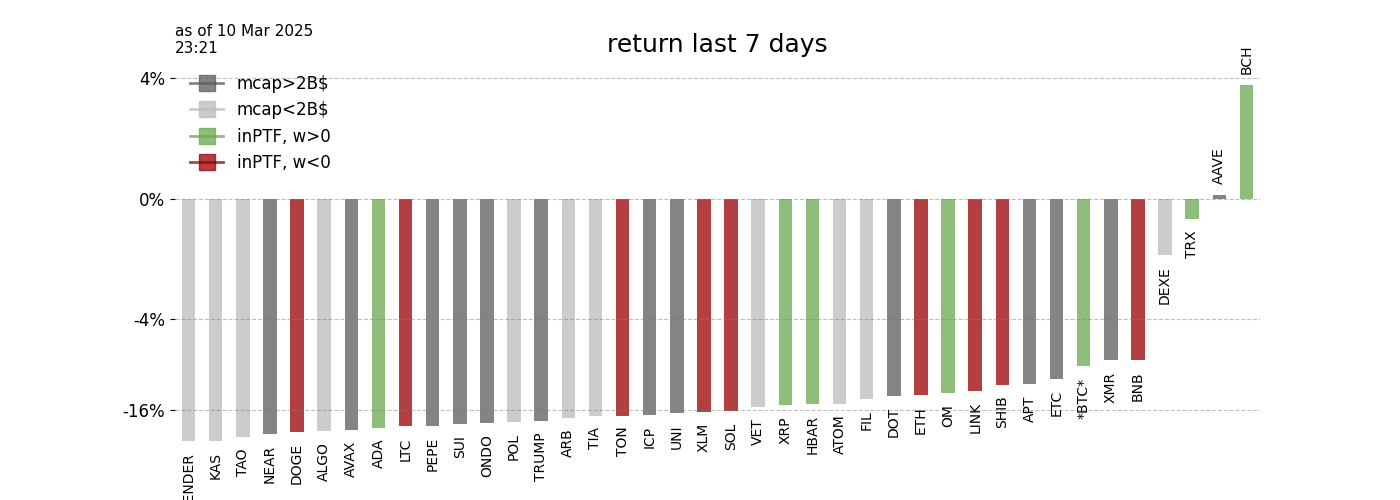 as of 10 Mar 2025
23:21
return last 7 days
4%
0%
-4%
-16%
mcap>2B$
mcap<2B$
inPTF, w>0
inPTF, w<0
ENDER
KAS
TAO
NEAR
DOGE
ALGO
AVAX
ADA
LTC
PEPE
SUI
ONDO
POL
TRUMP
ARB
TIA
TON
ICP
UNI
XLM
SOL
VET
XRP
HBAR
ATOM
FIL
DOT
ETH
OM
LINK
SHIB
APT
ETC
*BTC*
XMR
BNB
DEXE
TRX
AAVE
BCH